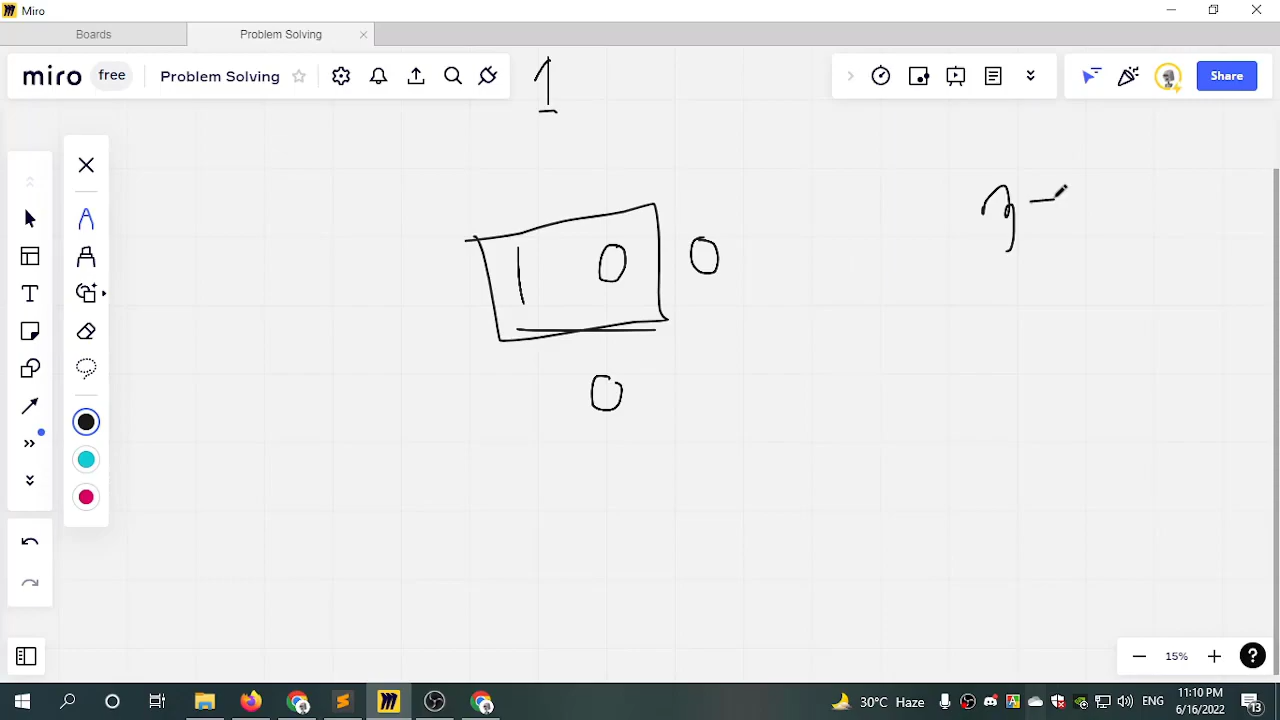 Miro
Boards
Problem Solving
miro free Problem Solving
Share
1
1 0 0
0
15%
30°C Haze
ENG
11:10 PM
6/16/2022
13